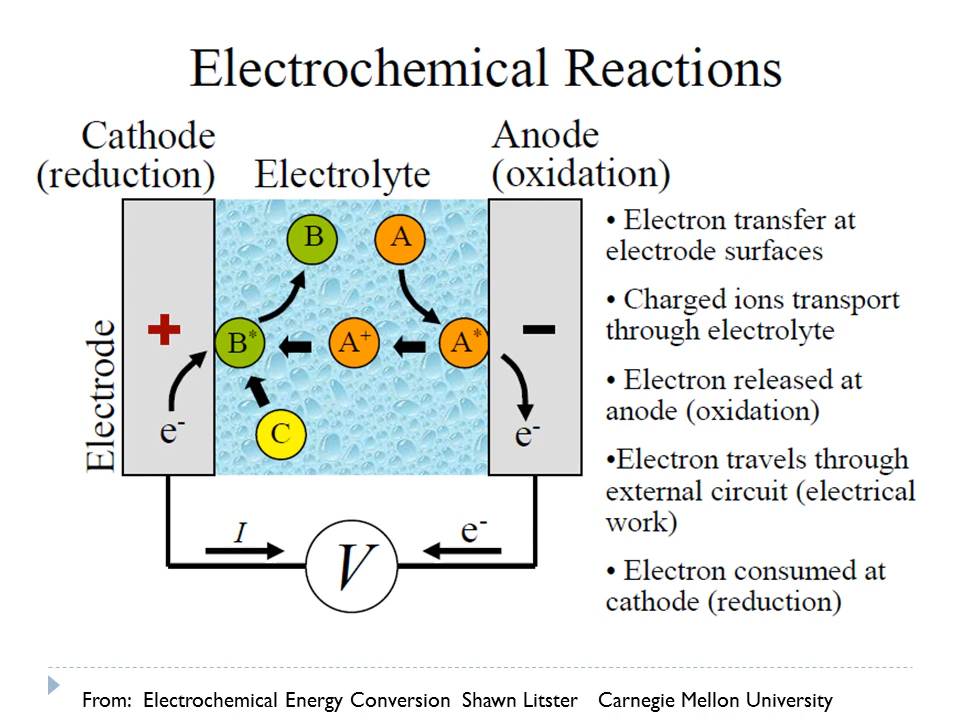 Electrochemical Reactions
Cathode
(reduction)
Electrolyte
Anode
(oxidation)
Electrode
+
−
B
A
B*
A+
A*
C
e-
e-
I
V
e-
• Electron transfer at
electrode surfaces
• Charged ions transport
through electrolyte
• Electron released at
anode (oxidation)
•Electron travels through
external circuit (electrical
work)
• Electron consumed at
cathode (reduction)
From: Electrochemical Energy Conversion Shawn Litster Carnegie Mellon University